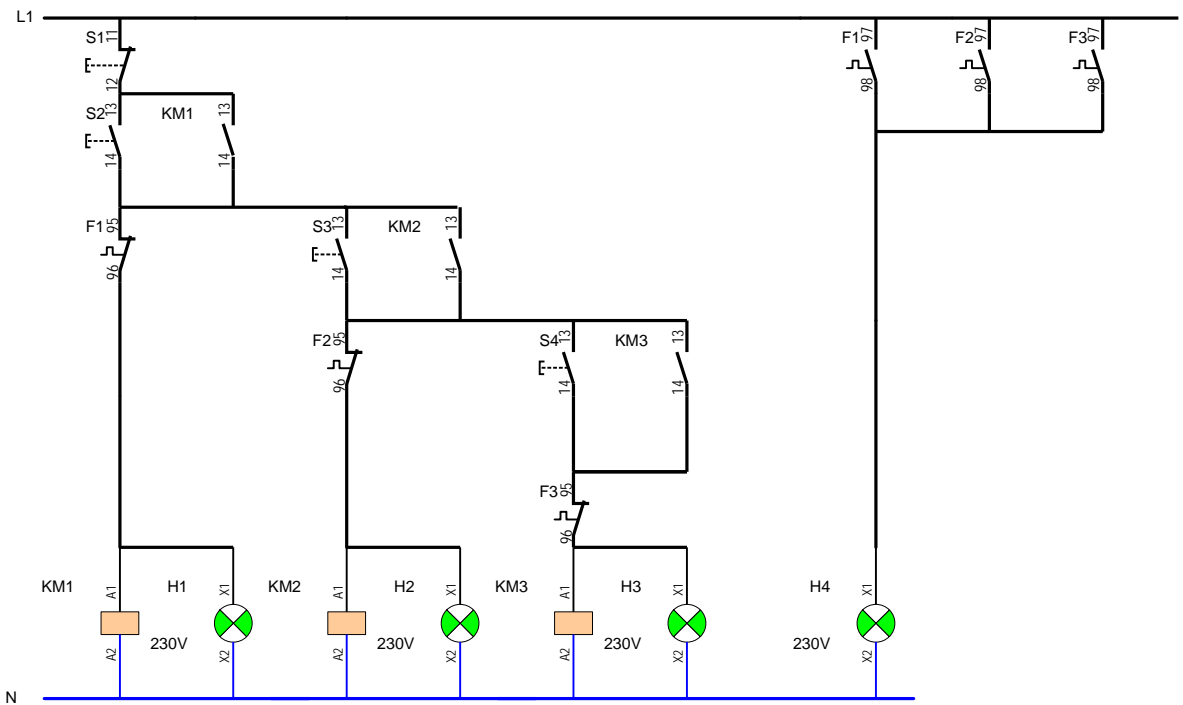 L1
S1 11
12
S2 13 KM1 13
14 14
F1 95 S3 13 KM2 13
96 14 14
F2 95 S4 13 KM3 13
96 14 14
F3 95
96
F1 97 F2 97 F3 97
98 98 98
KM1 A1 H1 X1 KM2 A1 H2 X1 KM3 A1 H3 X1 H4 X1
230V 230V 230V 230V
A2 X2 A2 X2 A2 X2 X2
N